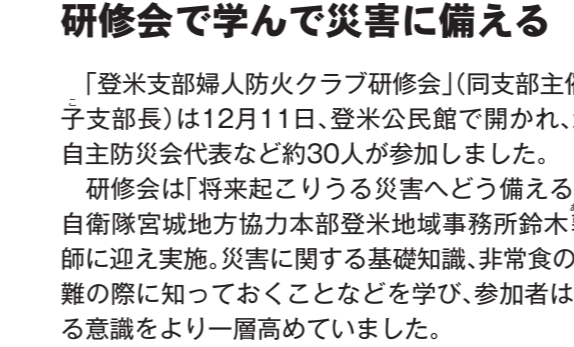 研修会で学んで災害に備える
「登米支部婦人防火クラブ研修会」（同支部主
こ
子支部長）は12月11日、登米公民館で開かれ、
自主防災会代表など約30人が参加しました。
研修会は「将来起こりうる災害へどう備える
自衛隊宮城地方協力本部登米地域事務所鈴木
師に迎え実施。災害に関する基礎知識、非常食の
難の際に知っておくことなどを学び、参加者は
る意識をより一層高めていました。